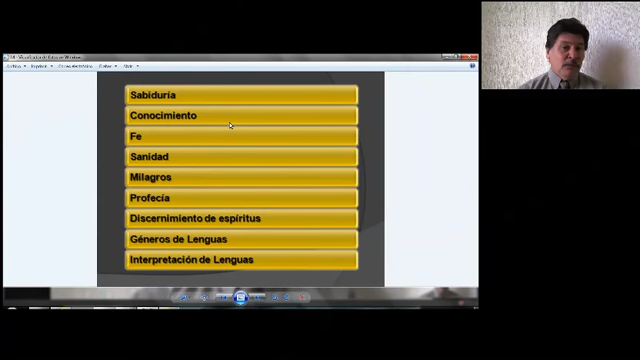 Sabiduría
Conocimiento
Fe
Sanidad
Milagros
Profecía
Discernimiento de espíritus
Géneros de Lenguas
Interpretación de Lenguas